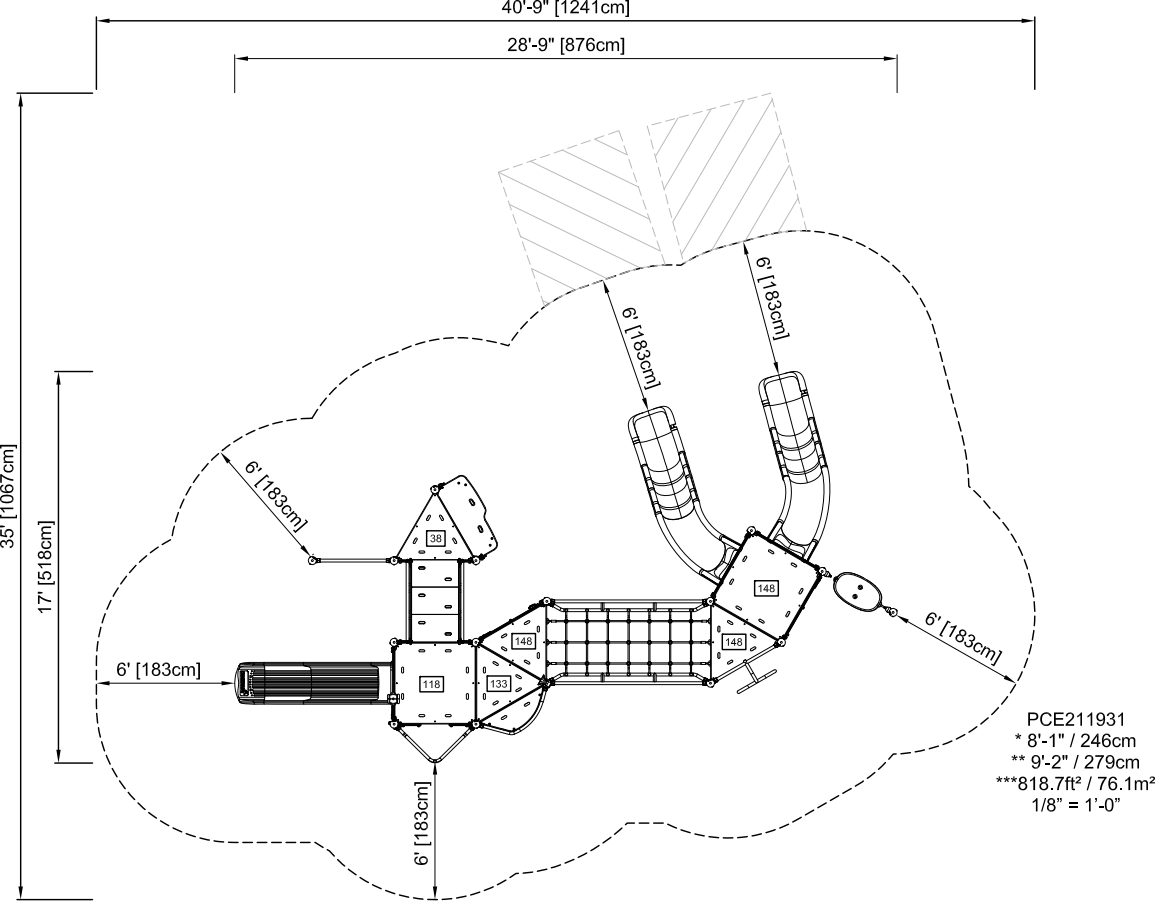 40'-9" [1241cm]
28'-9" [876cm]
6' [183cm]
6' [183cm]
35' [1067cm]
17' [518cm]
6' [183cm]
38
148
148
148
6' [183cm]
6' [183cm]
118
133
6' [183cm]
PCE211931
* 8'-1" / 246cm
** 9'-2" / 279cm
***818.7ft² / 76.1m²
1/8” = 1’-0”